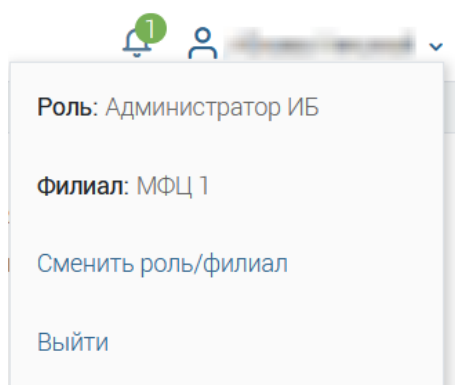 1
Роль: Администратор ИБ
Филиал: МФЦ 1
Сменить роль/филиал
Выйти